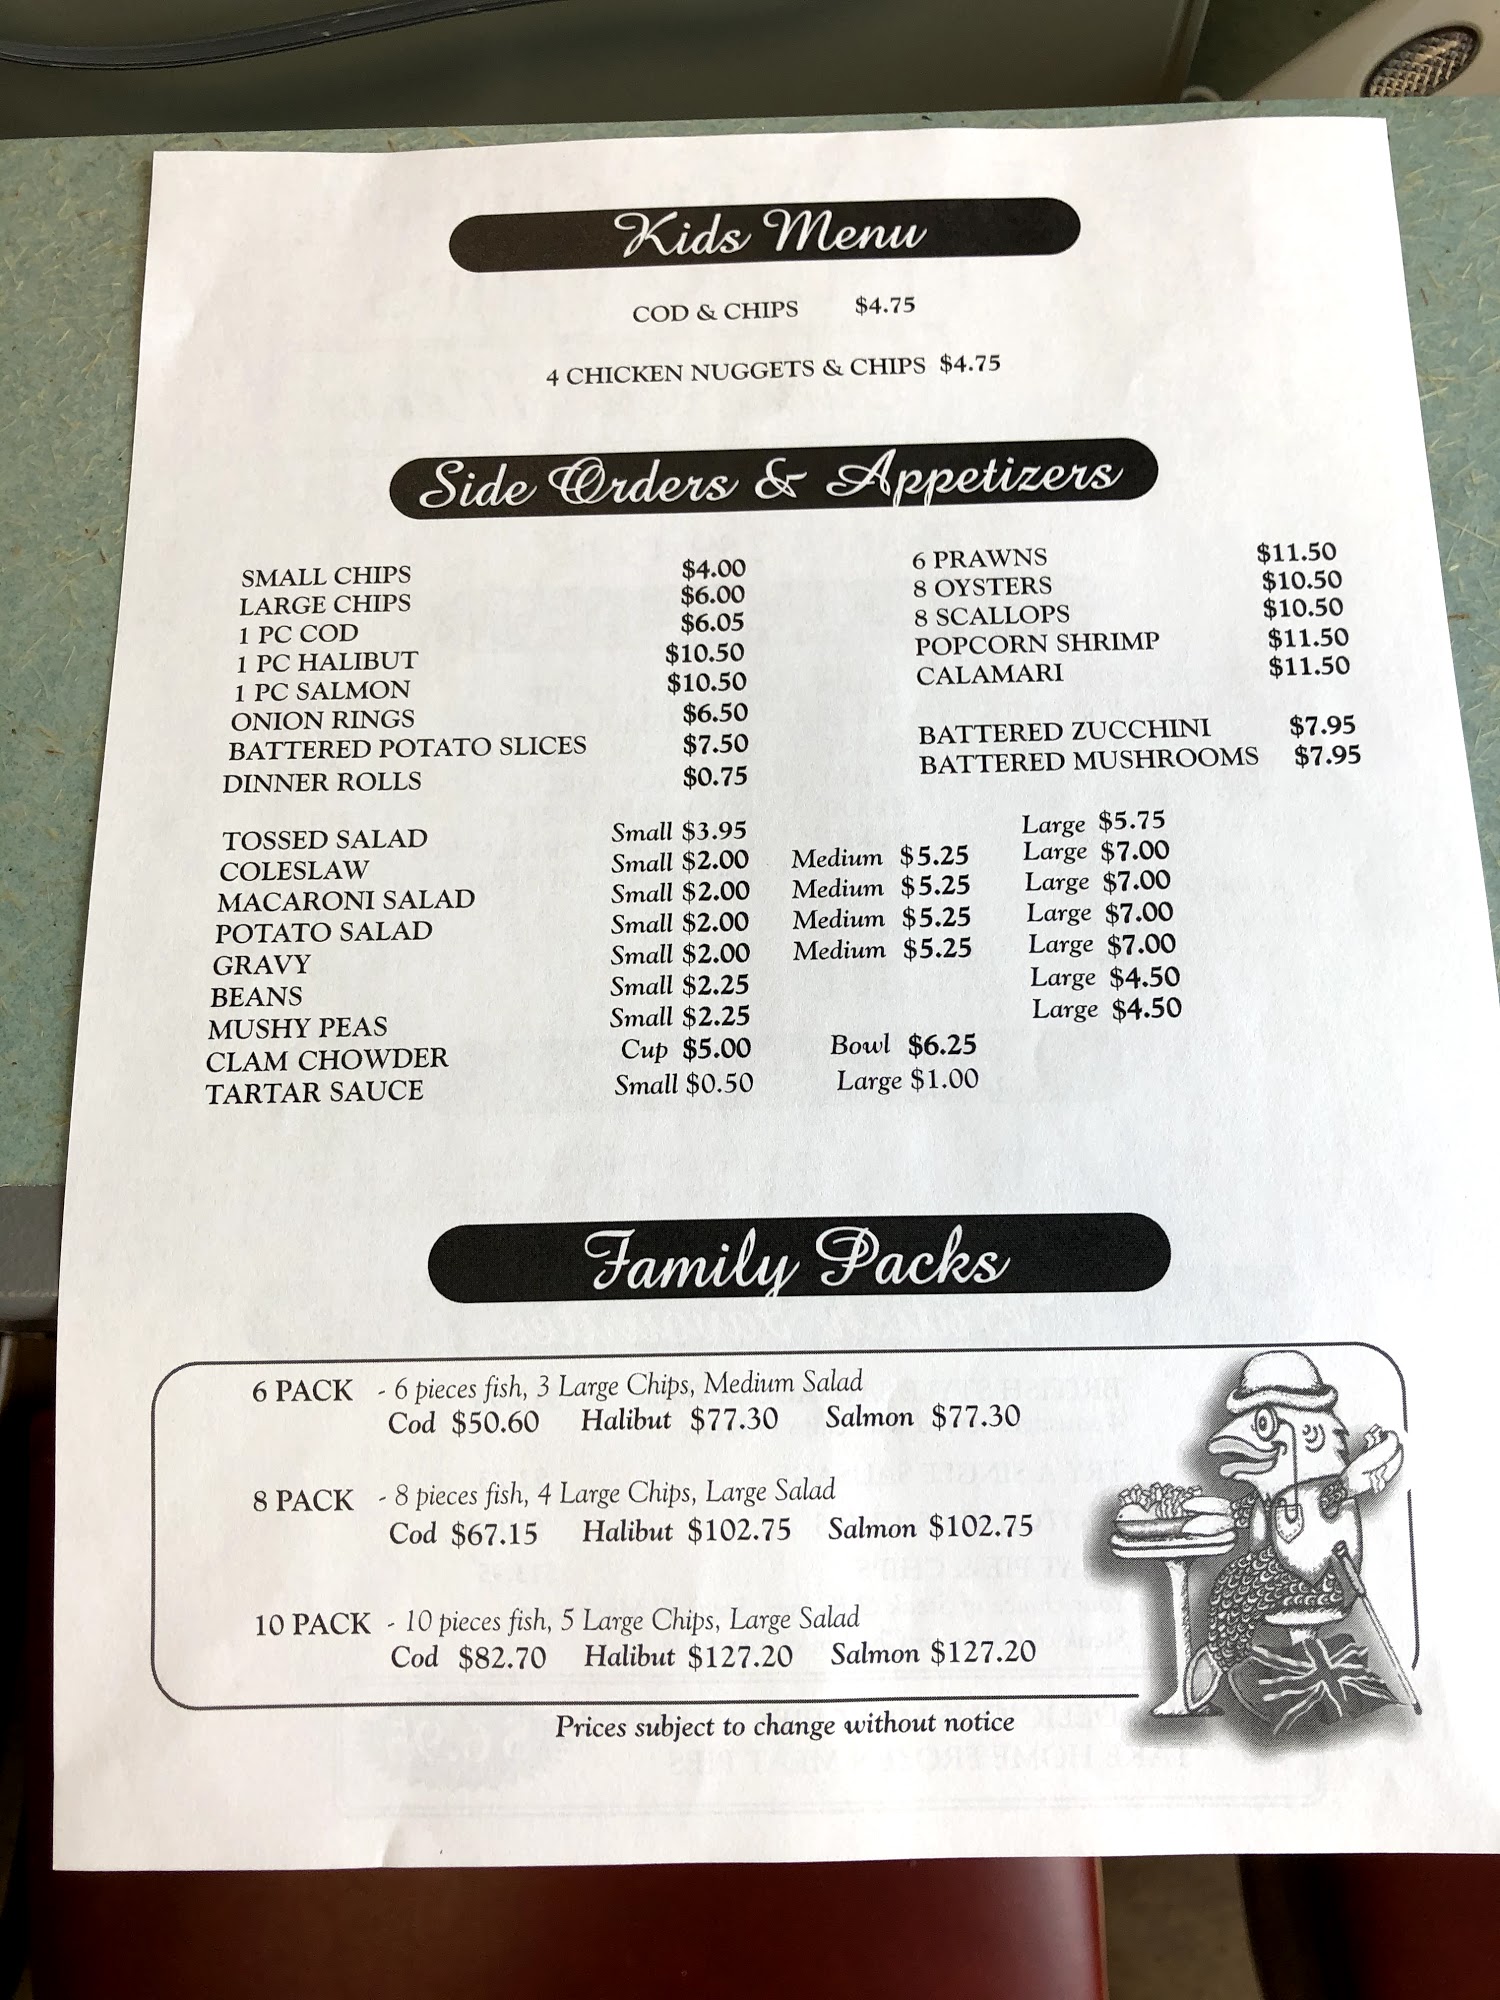 Kids Menu
COD & CHIPS $4.75
4 CHICKEN NUGGETS & CHIPS $4.75
Side Orders & Appetizers
SMALL CHIPS $4.00
LARGE CHIPS $6.00
1 PC COD $6.05
1 PC HALIBUT $10.50
1 PC SALMON $10.50
ONION RINGS $6.50
BATTERED POTATO SLICES $7.50
DINNER ROLLS $0.75
6 PRAWNS $11.50
8 OYSTERS $10.50
8 SCALLOPS $10.50
POPCORN SHRIMP $11.50
CALAMARI $11.50
BATTERED ZUCCHINI $7.95
BATTERED MUSHROOMS $7.95
TOSSED SALAD Small $3.95 Large $5.75
COLESLAW Small $2.00 Medium $5.25 Large $7.00
MACARONI SALAD Small $2.00 Medium $5.25 Large $7.00
POTATO SALAD Small $2.00 Medium $5.25 Large $7.00
GRAVY Small $2.00 Medium $5.25 Large $7.00
BEANS Small $2.25 Large $4.50
MUSHY PEAS Small $2.25 Large $4.50
CLAM CHOWDER Cup $5.00 Bowl $6.25
TARTAR SAUCE Small $0.50 Large $1.00
Family Packs
6 PACK - 6 pieces fish, 3 Large Chips, Medium Salad
Cod $50.60 Halibut $77.30 Salmon $77.30
8 PACK - 8 pieces fish, 4 Large Chips, Large Salad
Cod $67.15 Halibut $102.75 Salmon $102.75
10 PACK - 10 pieces fish, 5 Large Chips, Large Salad
Cod $82.70 Halibut $127.20 Salmon $127.20
Prices subject to change without notice